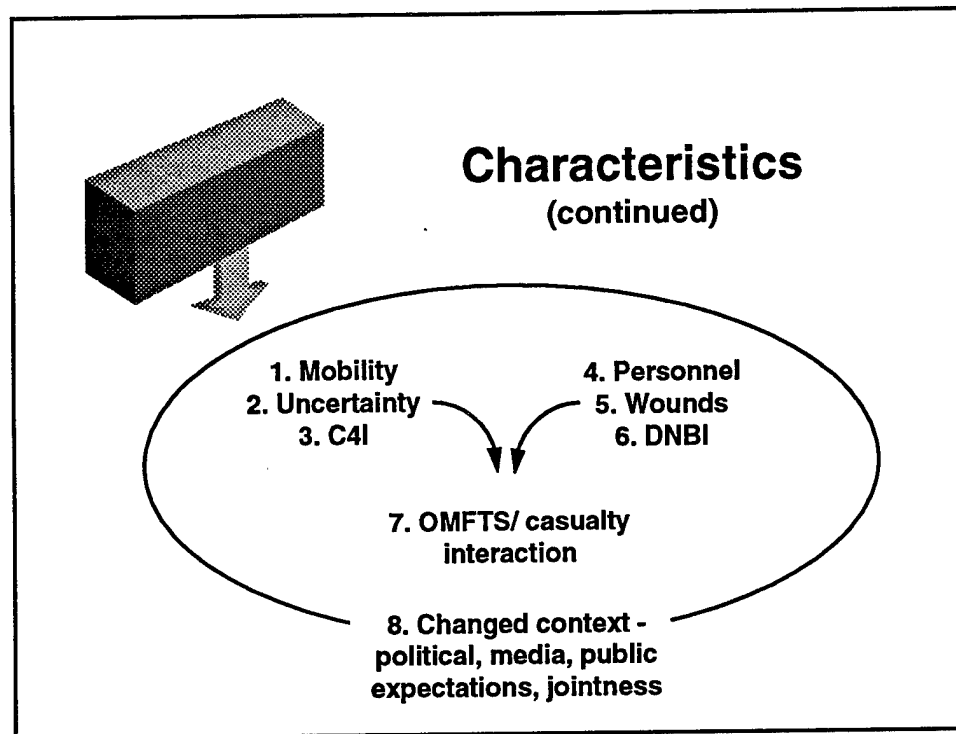 Characteristics
(continued)
1. Mobility
2. Uncertainty
3. C4I
4. Personnel
5. Wounds
6. DNBI
7. OMFTS/ casualty
interaction
8. Changed context -
political, media, public
expectations, jointness